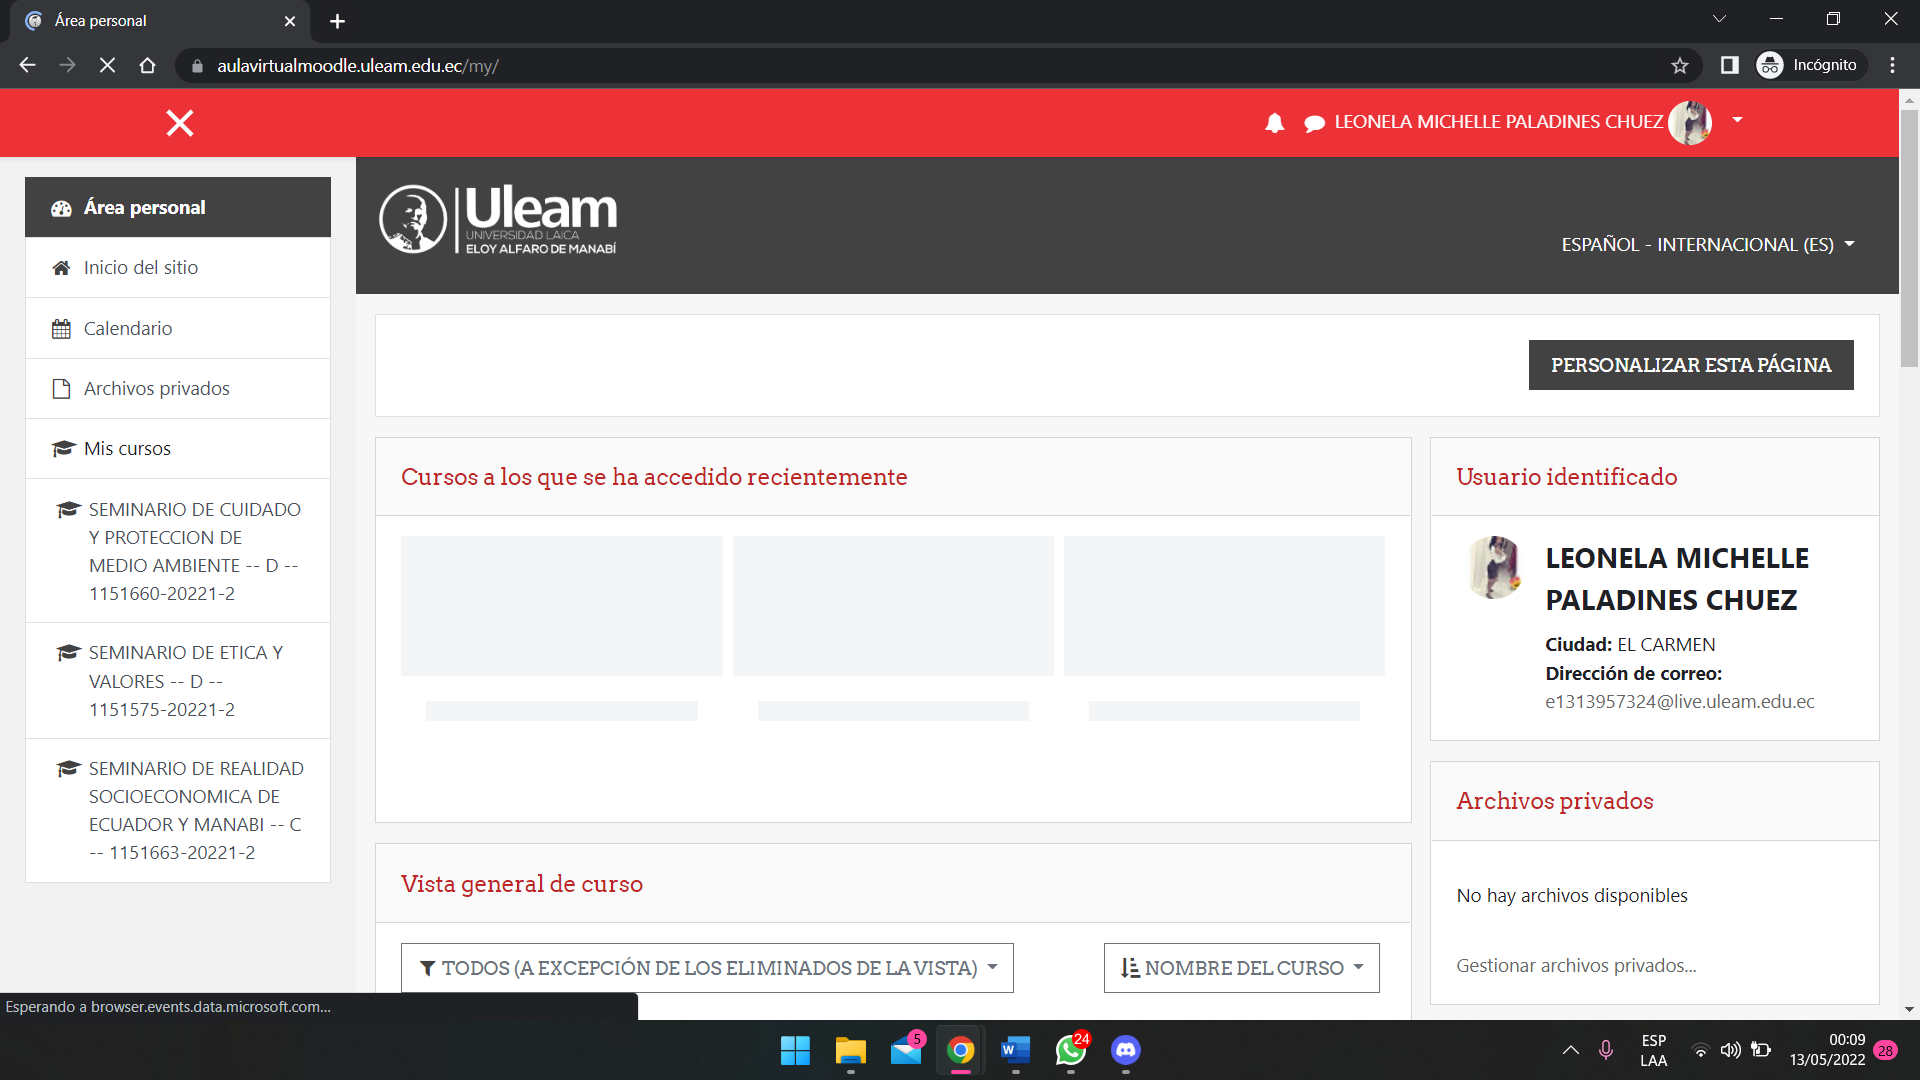 Área personal
aulavirtualmoodle.uleam.edu.ec/my/
Incógnito
LEONELA MICHELLE PALADINES CHUEZ
Área personal
Inicio del sitio
Calendario
Archivos privados
Mis cursos
SEMINARIO DE CUIDADO
Y PROTECCION DE
MEDIO AMBIENTE -- D --
1151660-20221-2
SEMINARIO DE ETICA Y
VALORES -- D --
1151575-20221-2
SEMINARIO DE REALIDAD
SOCIOECONOMICA DE
ECUADOR Y MANABI -- C
-- 1151663-20221-2
Uleam
UNIVERSIDAD LAICA
ELOY ALFARO DE MANABÍ
ESPAÑOL - INTERNACIONAL (ES)
PERSONALIZAR ESTA PÁGINA
Cursos a los que se ha accedido recientemente
Vista general de curso
TODOS (A EXCEPCIÓN DE LOS ELIMINADOS DE LA VISTA)
NOMBRE DEL CURSO
Usuario identificado
LEONELA MICHELLE
PALADINES CHUEZ
Ciudad: EL CARMEN
Dirección de correo:
e1313957324@live.uleam.edu.ec
Archivos privados
No hay archivos disponibles
Gestionar archivos privados...
Esperando a browser.events.data.microsoft.com...
5
W
24
ESP
LAA
00:09
13/05/2022
28